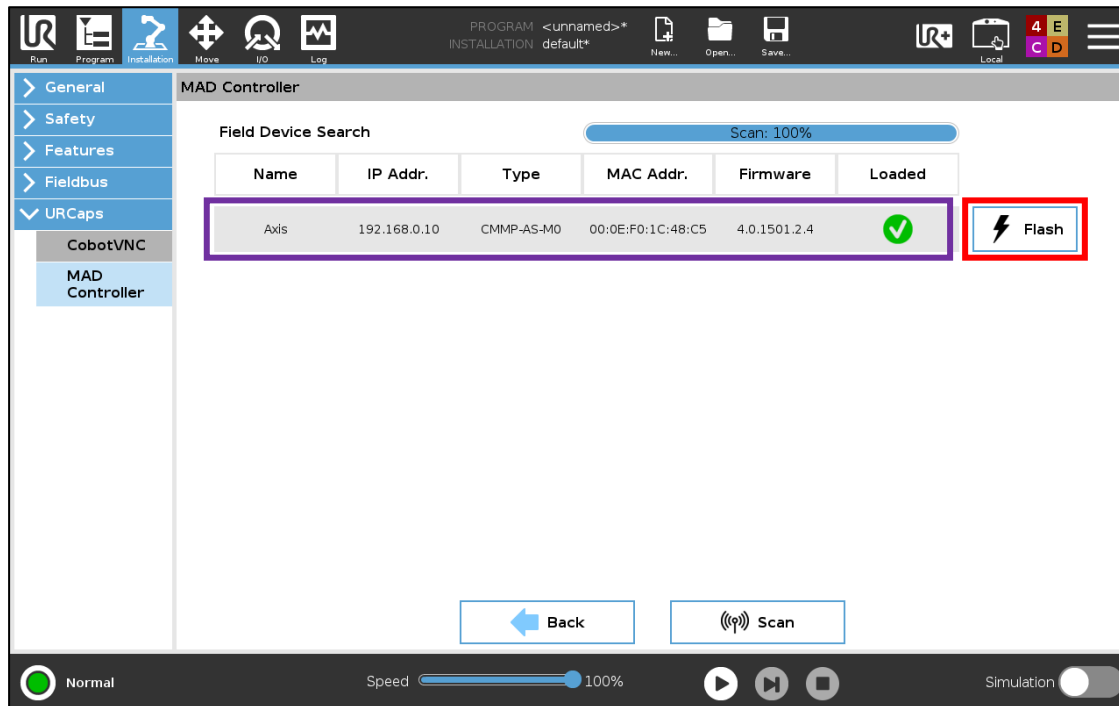 PROGRAM <unnamed>*
INSTALLATION default*
UR
Run
Program
Installation
Move
I/O
Log
New...
Open...
Save...
UR+
Local
4 E
C D
General
Safety
Features
Fieldbus
URCaps
CobotVNC
MAD
Controller
MAD Controller
Field Device Search
Scan: 100%
Name IP Addr. Type MAC Addr. Firmware Loaded
Axis 192.168.0.10 CMMP-AS-M0 00:0E:F0:1C:48:C5 4.0.1501.2.4
Flash
Back
Scan
Normal
Speed 100%
Simulation